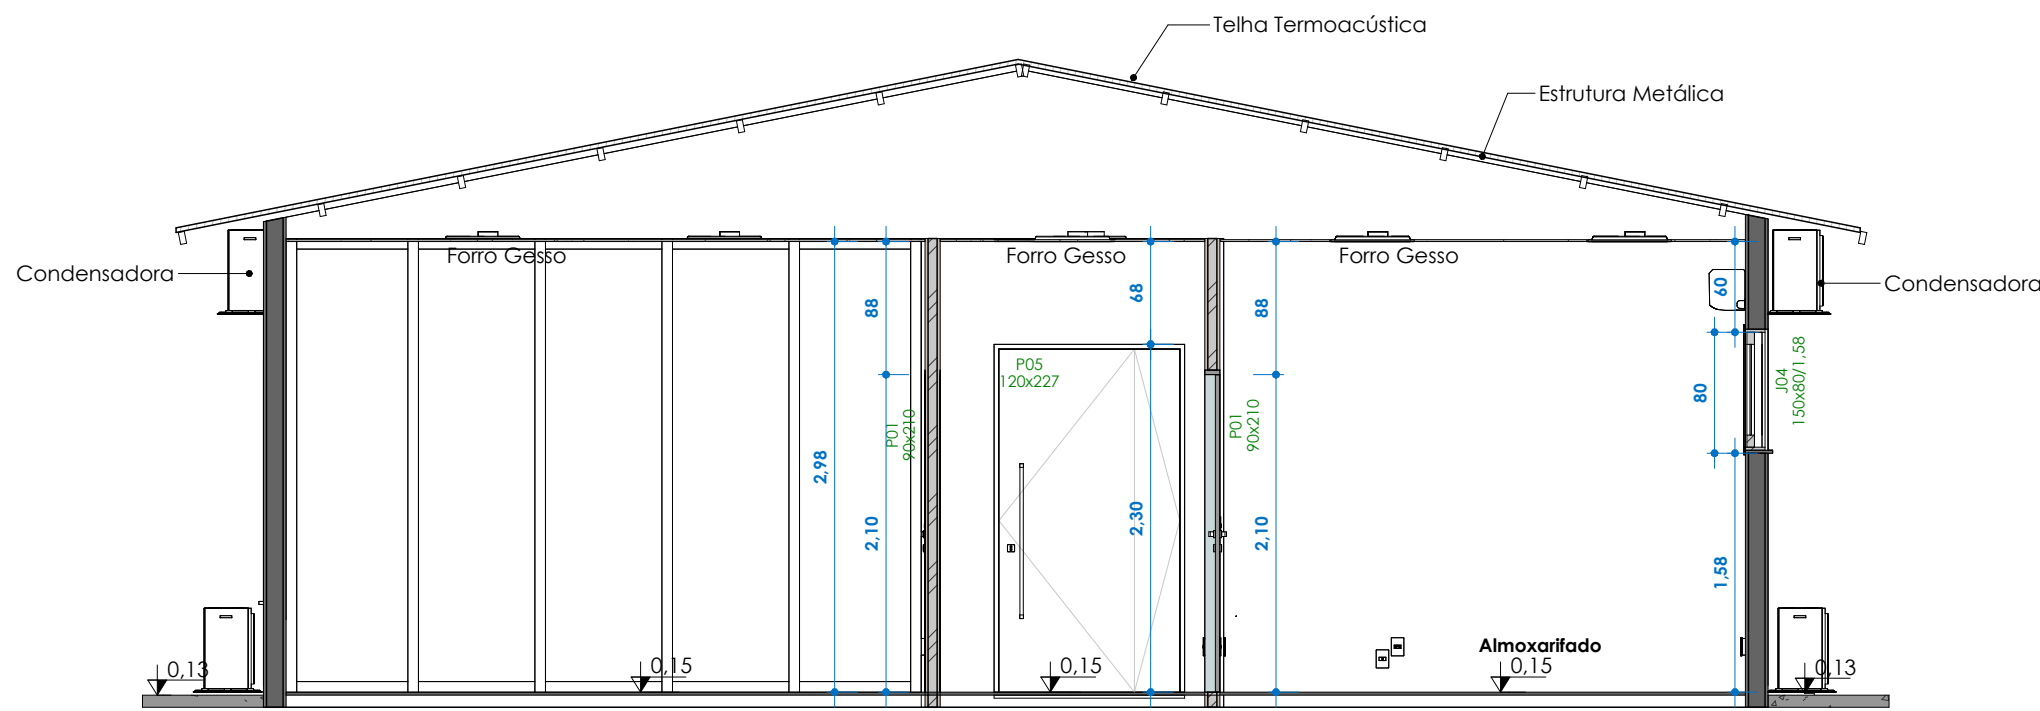 Telha Termoacústica
Estrutura Metálica
Forro Gesso
Forro Gesso
Forro Gesso
Condensadora
Condensadora
88
68
88
60
P05
120x227
80
J04
150x80/1,58
P01
90x210
P01
90x210
2,98
2,10
2,30
2,10
1,58
Almoxarifado
0,13
0,15
0,15
0,15
0,13